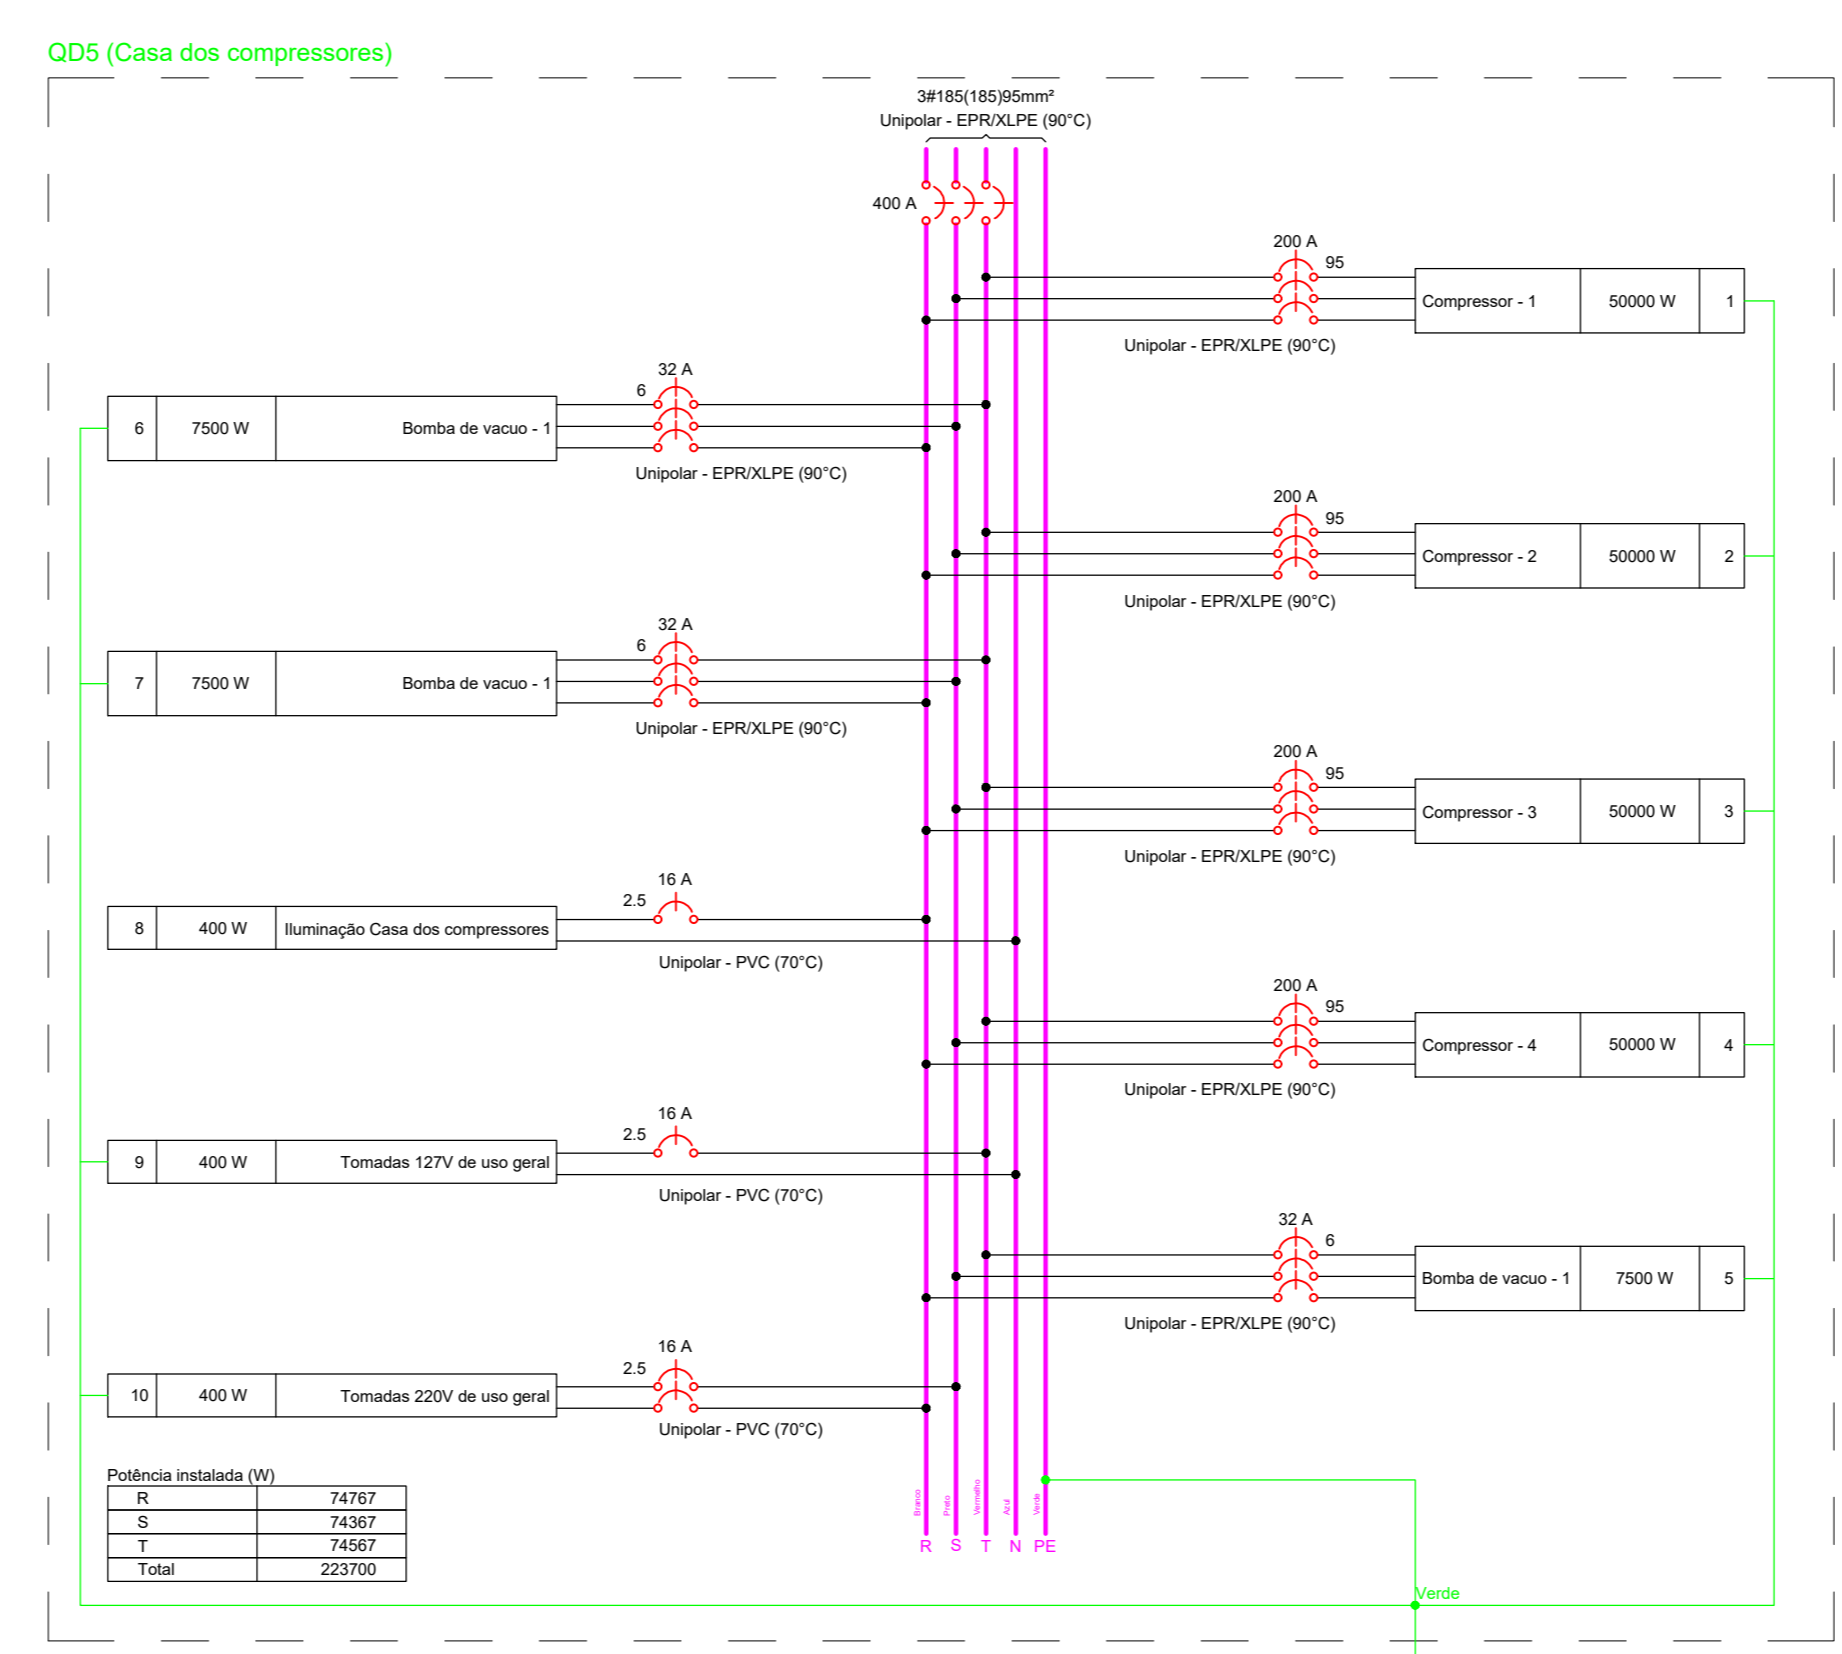 QD5 (Casa dos compressores)
3#185(185)95mm²
Unipolar - EPR/XLPE (90°C)
400 A
200 A
95
Compressor - 1 50000 W 1
Unipolar - EPR/XLPE (90°C)
32 A
6
6 7500 W Bomba de vacuo - 1
Unipolar - EPR/XLPE (90°C)
200 A
95
Compressor - 2 50000 W 2
Unipolar - EPR/XLPE (90°C)
32 A
6
7 7500 W Bomba de vacuo - 1
Unipolar - EPR/XLPE (90°C)
200 A
95
Compressor - 3 50000 W 3
Unipolar - EPR/XLPE (90°C)
16 A
2.5
8 400 W Iluminação Casa dos compressores
Unipolar - PVC (70°C)
200 A
95
Compressor - 4 50000 W 4
Unipolar - EPR/XLPE (90°C)
16 A
2.5
9 400 W Tomadas 127V de uso geral
Unipolar - PVC (70°C)
32 A
6
Bomba de vacuo - 1 7500 W 5
Unipolar - EPR/XLPE (90°C)
16 A
2.5
10 400 W Tomadas 220V de uso geral
Unipolar - PVC (70°C)
Potência instalada (W)
R 74767
S 74367
T 74567
Total 223700
Branco
Preto
Vermelho
Azul
Verde
R S T N PE
Verde